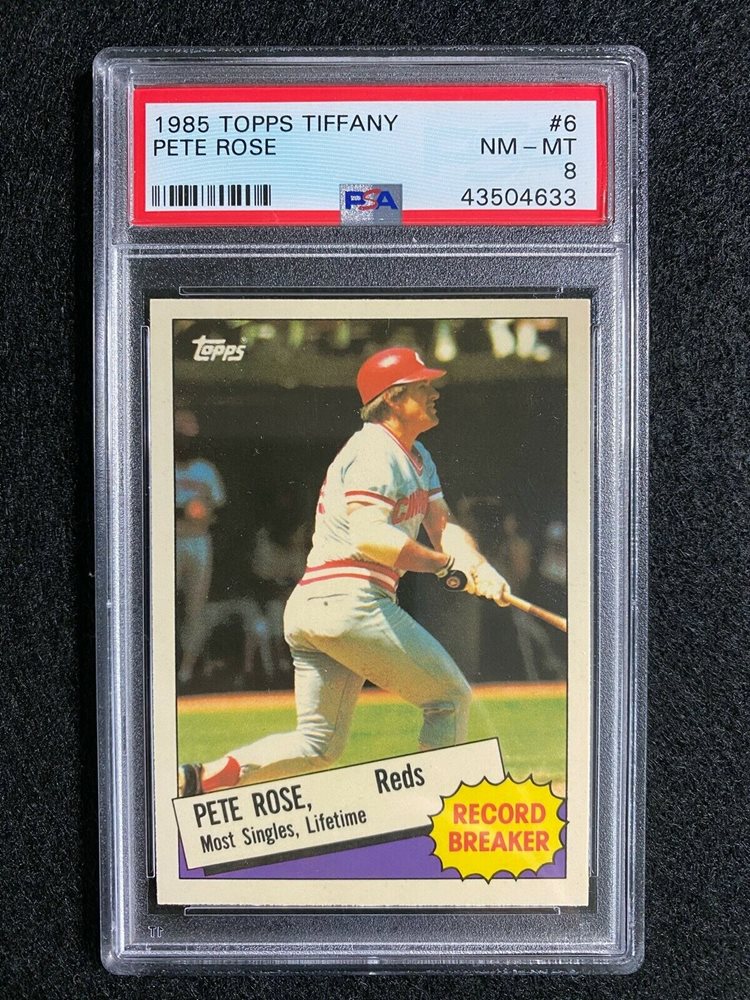 1985 TOPPS TIFFANY #6
PETE ROSE NM - MT
8
PSA 43504633
Topps
PETE ROSE, Reds
Most Singles, Lifetime
RECORD
BREAKER